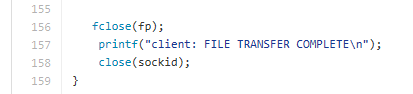 155
156 fclose(fp);
157 printf("client: FILE TRANSFER COMPLETE\n");
158 close(sockid);
159 }